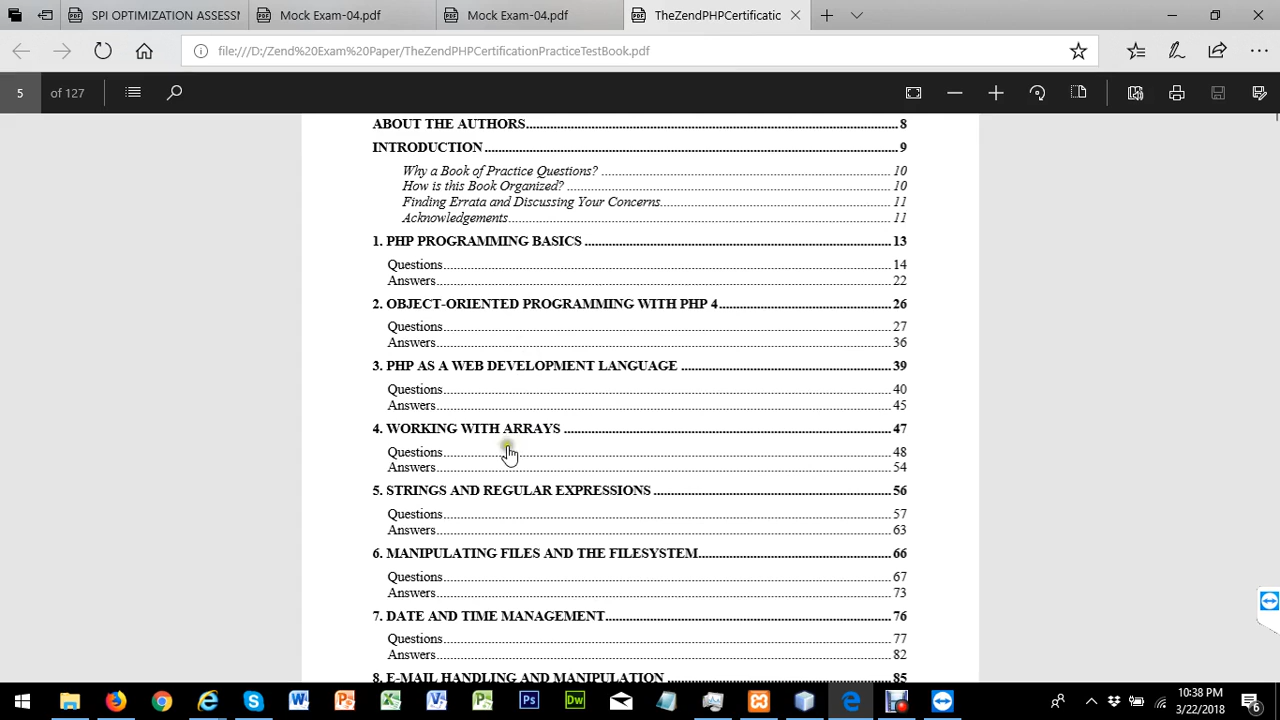 SPI OPTIMIZATION ASSESSM
Mock Exam-04.pdf
Mock Exam-04.pdf
TheZendPHPCertificatic
file:///D:/Zend%20Exam%20Paper/TheZendPHPCertificationPracticeTestBook.pdf
5 of 127
ABOUT THE AUTHORS 8
INTRODUCTION 9
Why a Book of Practice Questions? 10
How is this Book Organized? 10
Finding Errata and Discussing Your Concerns 11
Acknowledgements 11
1. PHP PROGRAMMING BASICS 13
Questions 14
Answers 22
2. OBJECT-ORIENTED PROGRAMMING WITH PHP 4 26
Questions 27
Answers 36
3. PHP AS A WEB DEVELOPMENT LANGUAGE 39
Questions 40
Answers 45
4. WORKING WITH ARRAYS 47
Questions 48
Answers 54
5. STRINGS AND REGULAR EXPRESSIONS 56
Questions 57
Answers 63
6. MANIPULATING FILES AND THE FILESYSTEM 66
Questions 67
Answers 73
7. DATE AND TIME MANAGEMENT 76
Questions 77
Answers 82
8. E-MAIL HANDLING AND MANIPULATION 85
10:38 PM
3/22/2018
6